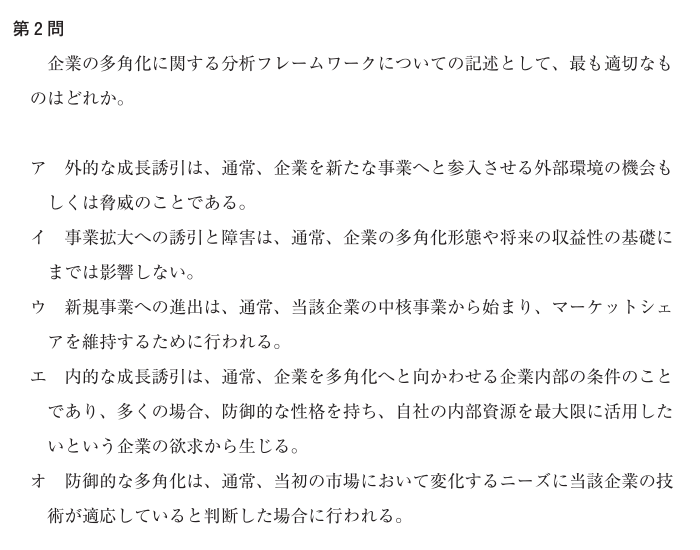 第2問
企業の多角化に関する分析フレームワークについての記述として、最も適切なも
のはどれか。
ア 外的な成長誘引は、通常、企業を新たな事業へと参入させる外部環境の機会も
しくは脅威のことである。
イ 事業拡大への誘引と障害は、通常、企業の多角化形態や将来の収益性の基礎に
までは影響しない。
ウ 新規事業への進出は、通常、当該企業の中核事業から始まり、マーケットシェ
アを維持するために行われる。
エ 内的な成長誘引は、通常、企業を多角化へと向かわせる企業内部の条件のこと
であり、多くの場合、防御的な性格を持ち、自社の内部資源を最大限に活用した
いという企業の欲求から生じる。
オ 防御的な多角化は、通常、当初の市場において変化するニーズに当該企業の技
術が適応していると判断した場合に行われる。